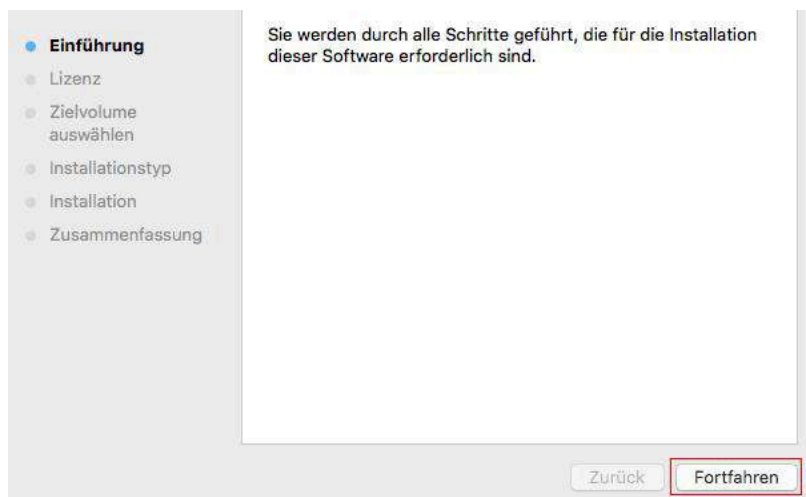 Einführung
Lizenz
Zielvolume
auswählen
Installationstyp
Installation
Zusammenfassung
Sie werden durch alle Schritte geführt, die für die Installation
dieser Software erforderlich sind.
Zurück
Fortfahren